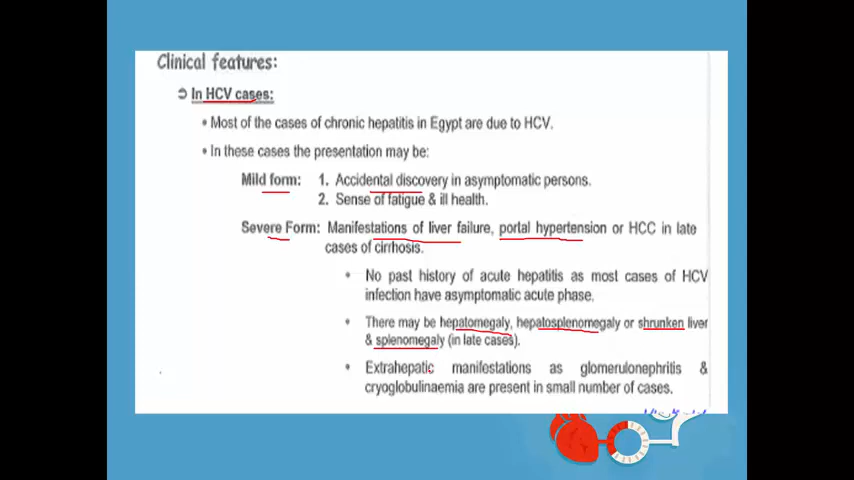 Clinical features:
➲ In HCV cases:
• Most of the cases of chronic hepatitis in Egypt are due to HCV.
• In these cases the presentation may be:
Mild form: 1. Accidental discovery in asymptomatic persons.
2. Sense of fatigue & ill health.
Severe Form: Manifestations of liver failure, portal hypertension or HCC in late
cases of cirrhosis.
• No past history of acute hepatitis as most cases of HCV
infection have asymptomatic acute phase.
• There may be hepatomegaly, hepatosplenomegaly or shrunken liver
& splenomegaly (in late cases).
• Extrahepatic manifestations as glomerulonephritis &
cryoglobulinaemia are present in small number of cases.